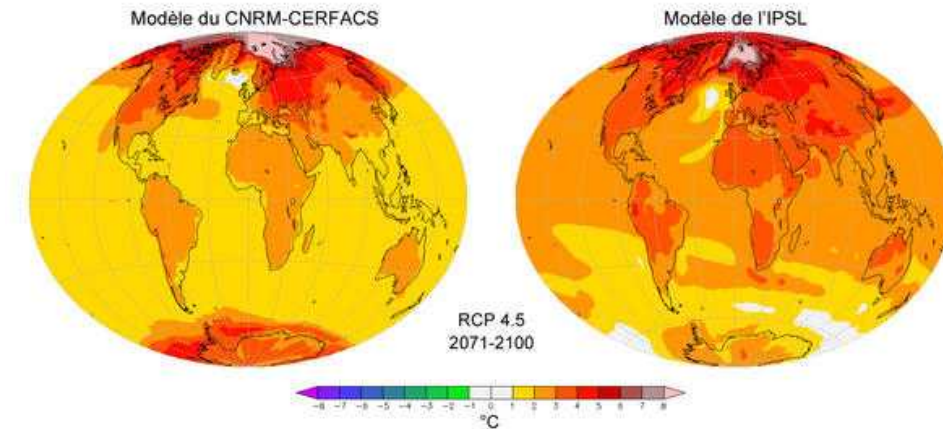 Modèle du CNRM-CERFACS
Modèle de l'IPSL
RCP 4.5
2071-2100
-8 -7 -6 -5 -4 -3 -2 -1 0 1 2 3 4 5 6 7 8
°C